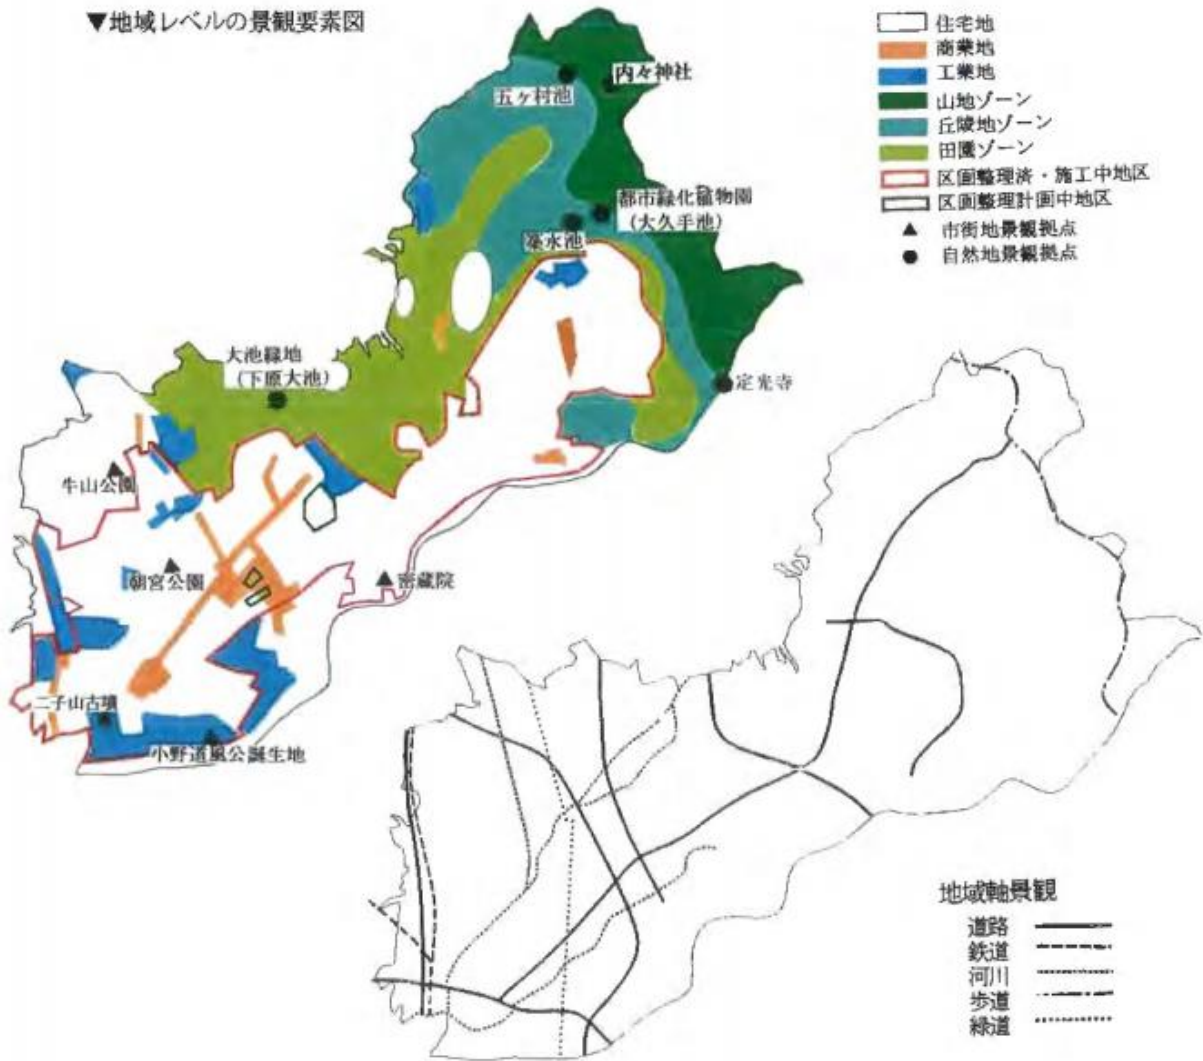 ▼地域レベルの景観要素図
住宅地
商業地
工業地
山地ゾーン
丘陵地ゾーン
田園ゾーン
区画整理済・施工中地区
区画整理計画中地区
▲ 市街地景観拠点
● 自然地景観拠点
内々神社
五ヶ村池
都市緑化植物園
(大久手池)
築水池
大池緑地
(下原大池)
定光寺
牛山公園
朝宮公園
密蔵院
二子山古墳
小野道風公誕生地
地域軸景観
道路
鉄道
河川
歩道
緑道